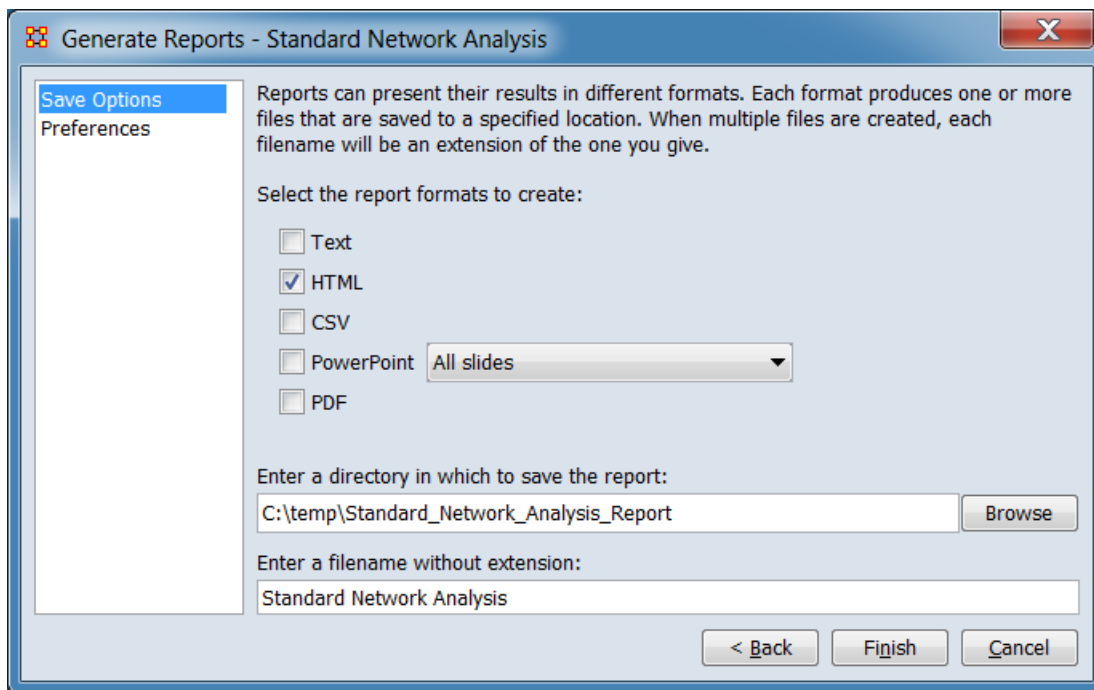 Generate Reports - Standard Network Analysis
X
Save Options
Preferences
Reports can present their results in different formats. Each format produces one or more
files that are saved to a specified location. When multiple files are created, each
filename will be an extension of the one you give.
Select the report formats to create:
Text
HTML
CSV
PowerPoint All slides
PDF
Enter a directory in which to save the report:
C:\temp\Standard_Network_Analysis_Report Browse
Enter a filename without extension:
Standard Network Analysis
< Back Finish Cancel